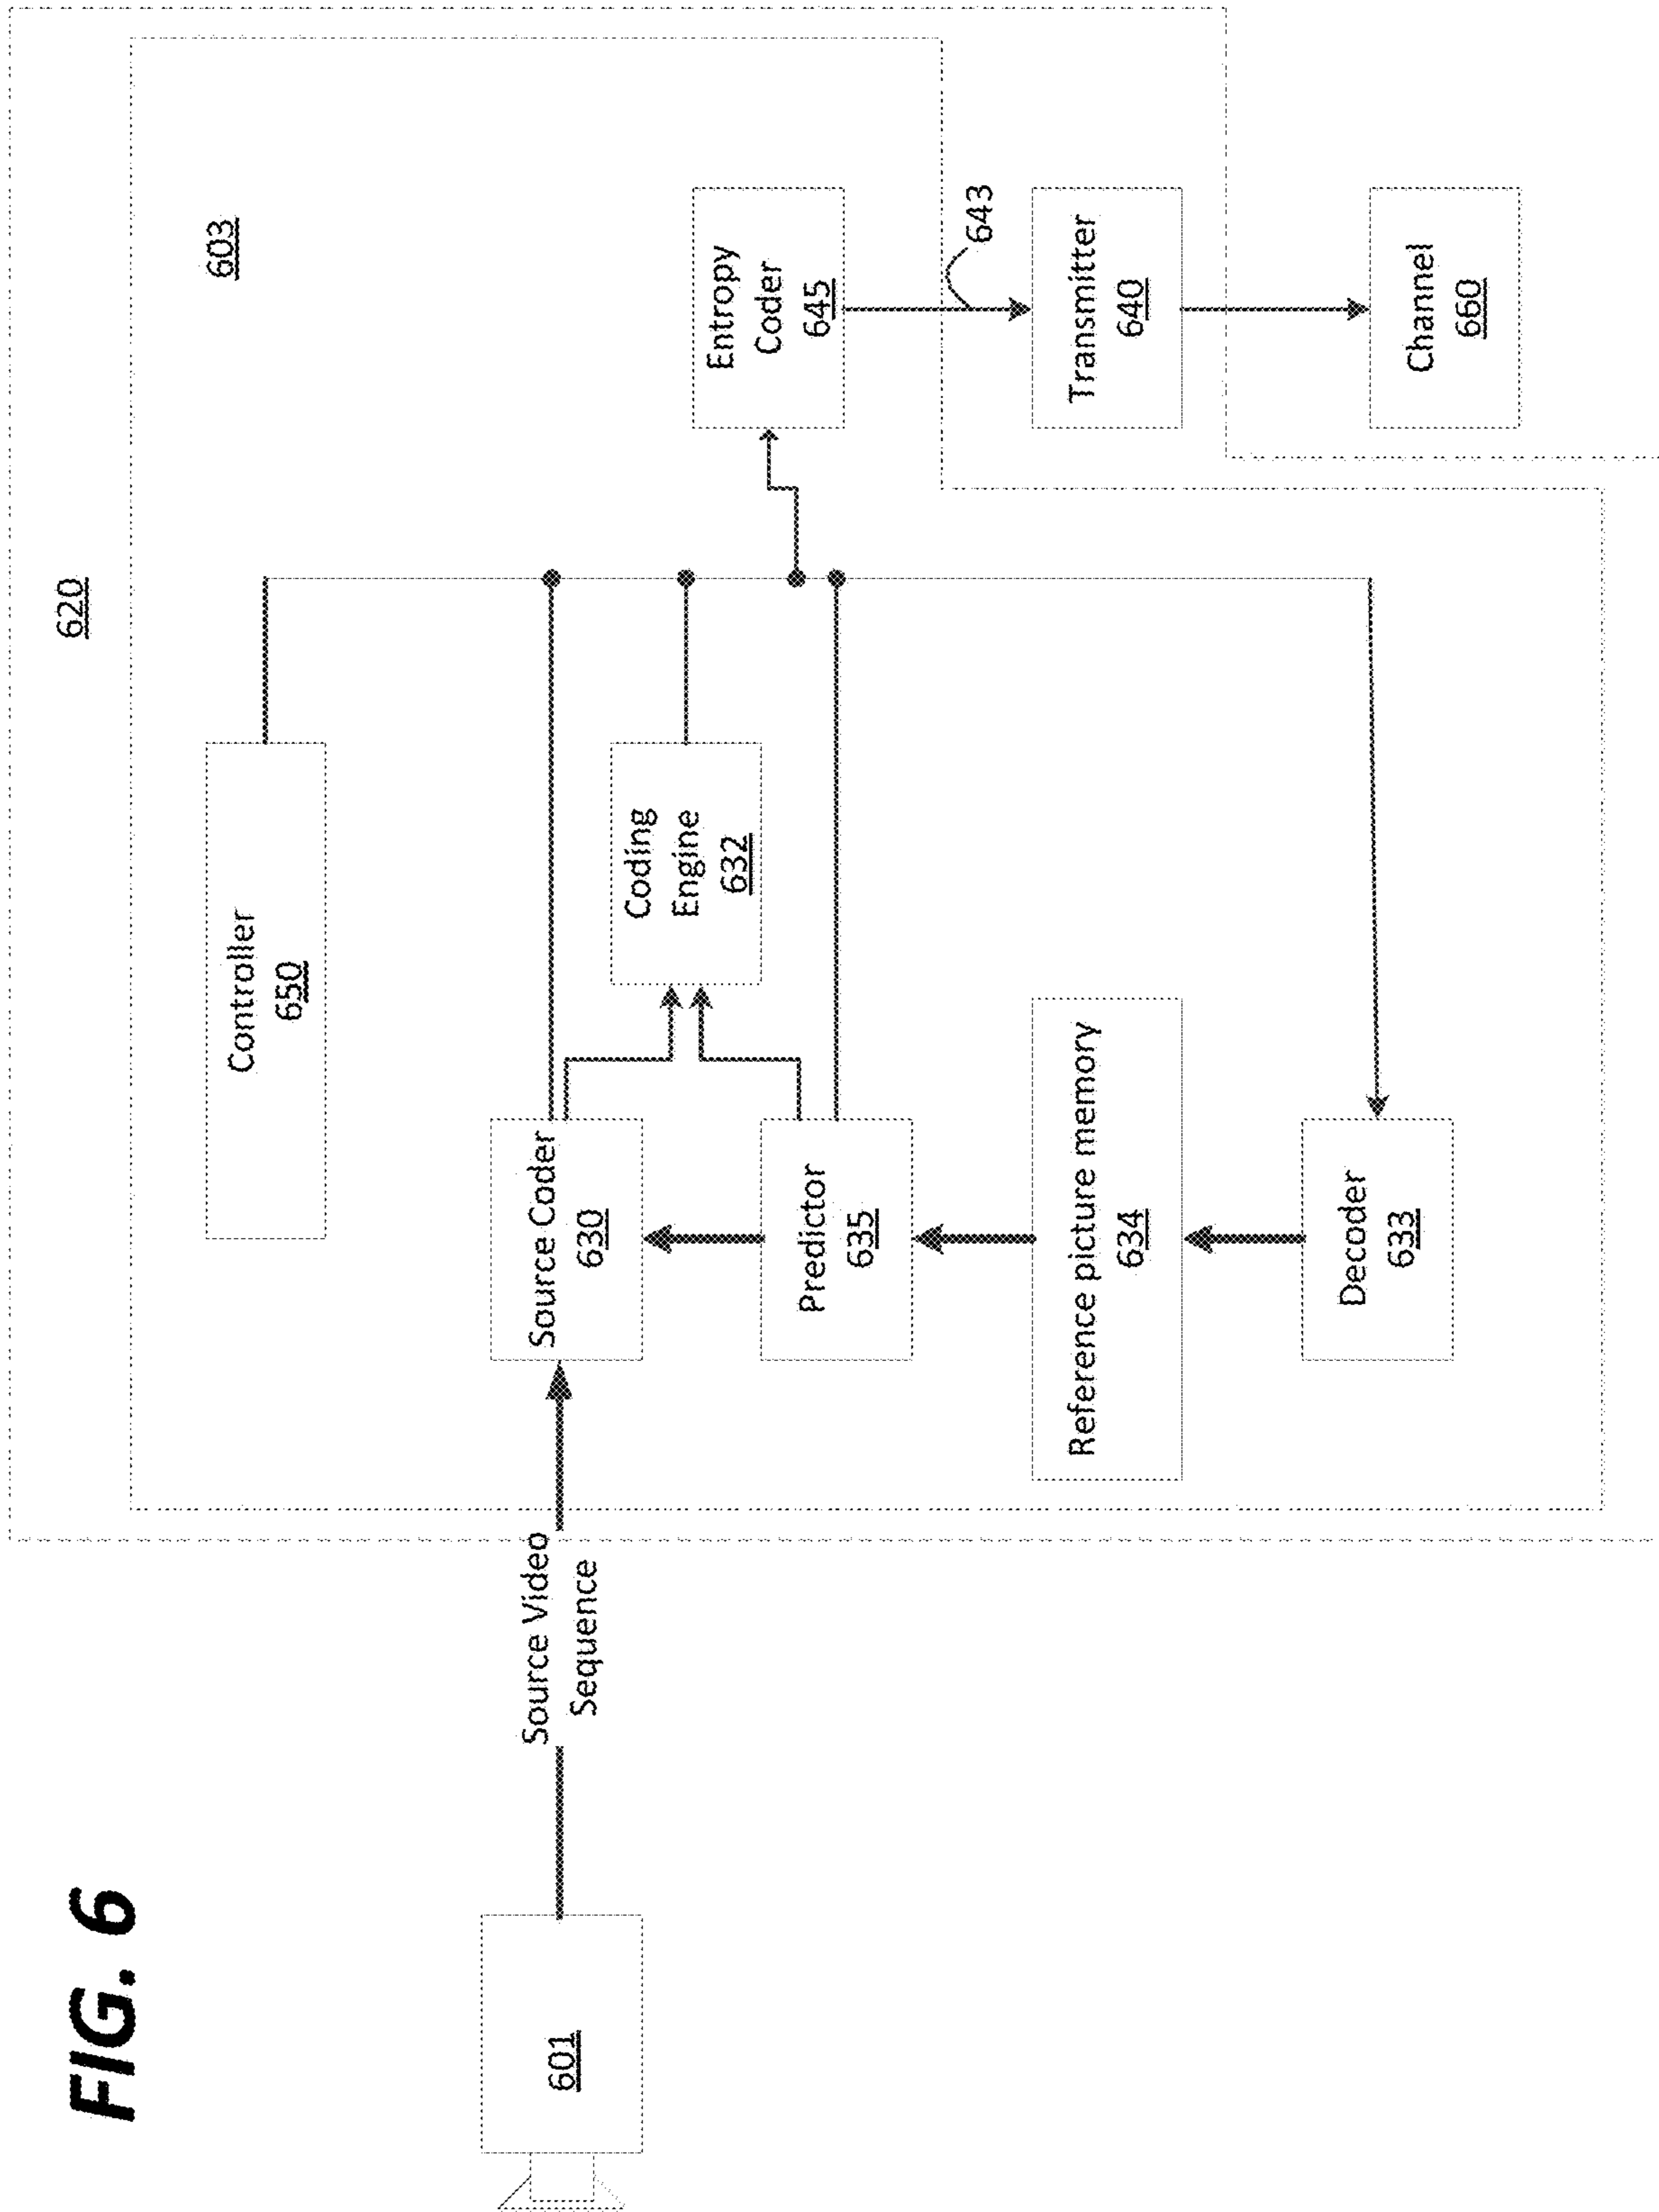 FIG. 6
620
603
Controller
650
601
Source Video
Sequence
Source Coder
630
Coding
Engine
632
Entropy
Coder
645
Predictor
635
643
Reference picture memory
634
Transmitter
640
Decoder
633
Channel
660